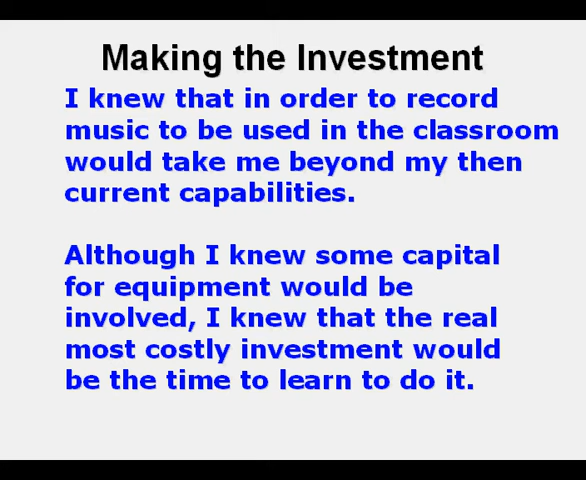 Making the Investment
I knew that in order to record
music to be used in the classroom
would take me beyond my then
current capabilities.
Although I knew some capital
for equipment would be
involved, I knew that the real
most costly investment would
be the time to learn to do it.